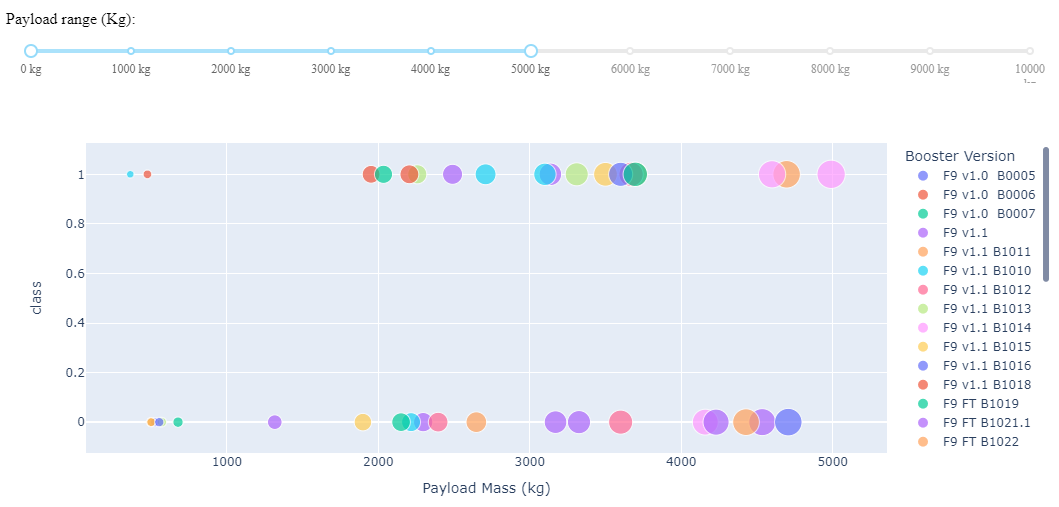 Payload range (Kg):
0 kg 1000 kg 2000 kg 3000 kg 4000 kg 5000 kg 6000 kg 7000 kg 8000 kg 9000 kg 10000
Booster Version
F9 v1.0 B0005
F9 v1.0 B0006
F9 v1.0 B0007
F9 v1.1
F9 v1.1 B1011
F9 v1.1 B1010
F9 v1.1 B1012
F9 v1.1 B1013
F9 v1.1 B1014
F9 v1.1 B1015
F9 v1.1 B1016
F9 v1.1 B1018
F9 FT B1019
F9 FT B1021.1
F9 FT B1022
1
0.8
0.6
0.4
0.2
0
class
1000 2000 3000 4000 5000
Payload Mass (kg)